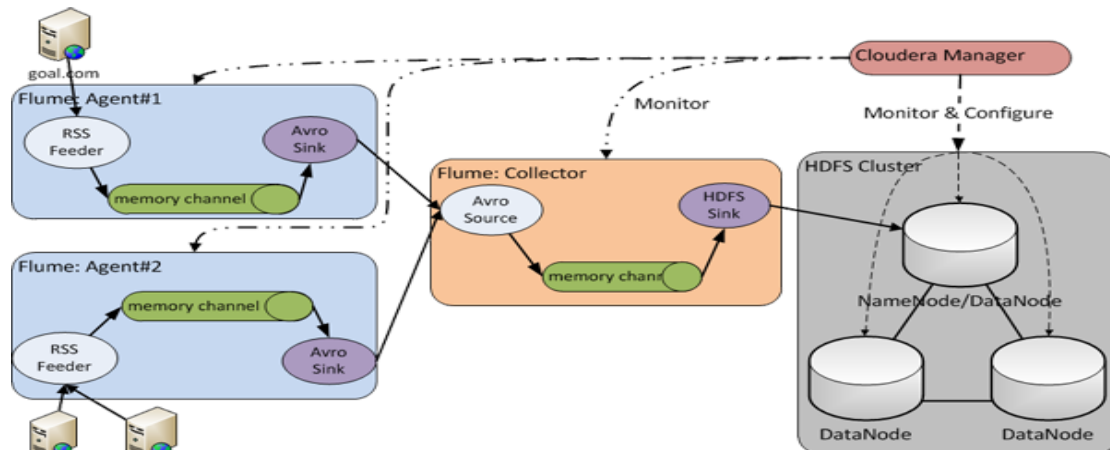 goal.com
Cloudera Manager
Flume: Agent#1
RSS
Feeder
Avro
Sink
memory channel
Monitor
Monitor & Configure
Flume: Collector
Avro
Source
memory chann
HDFS
Sink
HDFS Cluster
NameNode/DataNode
DataNode
DataNode
Flume: Agent#2
memory channel
RSS
Feeder
Avro
Sink